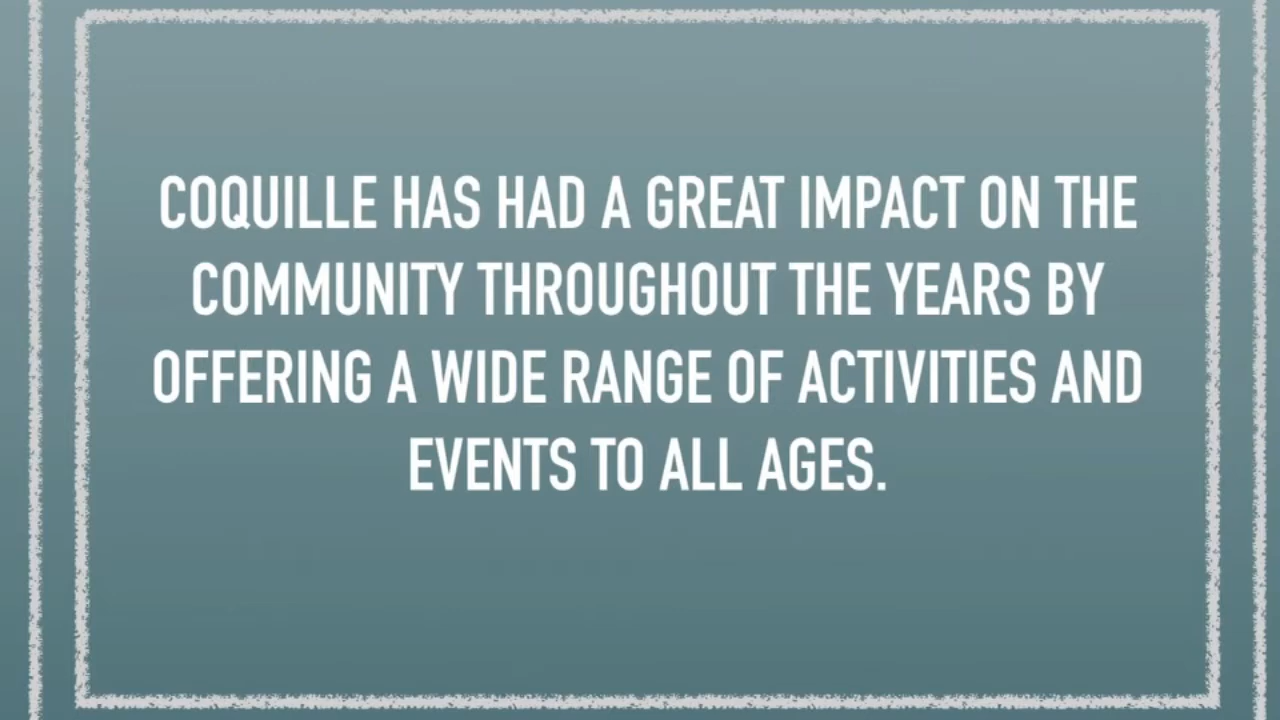 COQUILLE HAS HAD A GREAT IMPACT ON THE
COMMUNITY THROUGHOUT THE YEARS BY
OFFERING A WIDE RANGE OF ACTIVITIES AND
EVENTS TO ALL AGES.